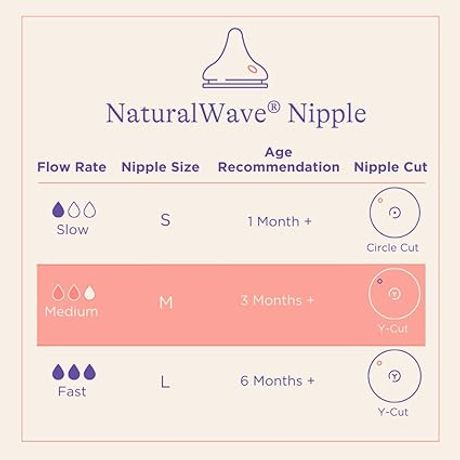 NaturalWave® Nipple
Flow Rate Nipple Size Age Recommendation Nipple Cut
Slow S 1 Month + Circle Cut
Medium M 3 Months + Y-Cut
Fast L 6 Months + Y-Cut